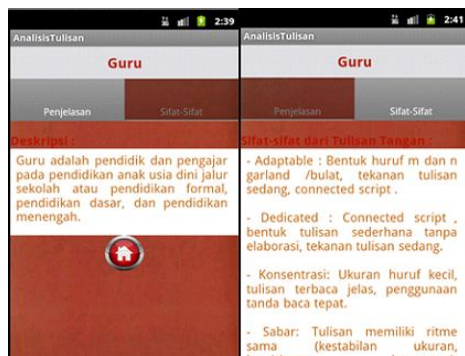 2:39
AnalisisTulisan
Guru
Penjelasan
Sifat-Sifat
Deskripsi :
Guru adalah pendidik dan pengajar
pada pendidikan anak usia dini jalur
sekolah atau pendidikan formal,
pendidikan dasar, dan pendidikan
menengah.
2:41
AnalisisTulisan
Guru
Penjelasan
Sifat-Sifat
Sifat-sifat dari Tulisan Tangan :
- Adaptable : Bentuk huruf m dan n
garland /bulat, tekanan tulisan
sedang, connected script .
- Dedicated : Connected script ,
bentuk tulisan sederhana tanpa
elaborasi, tekanan tulisan sedang.
- Konsentrasi: Ukuran huruf kecil,
tulisan terbaca jelas, penggunaan
tanda baca tepat.
- Sabar: Tulisan memiliki ritme
sama (kestabilan ukuran,